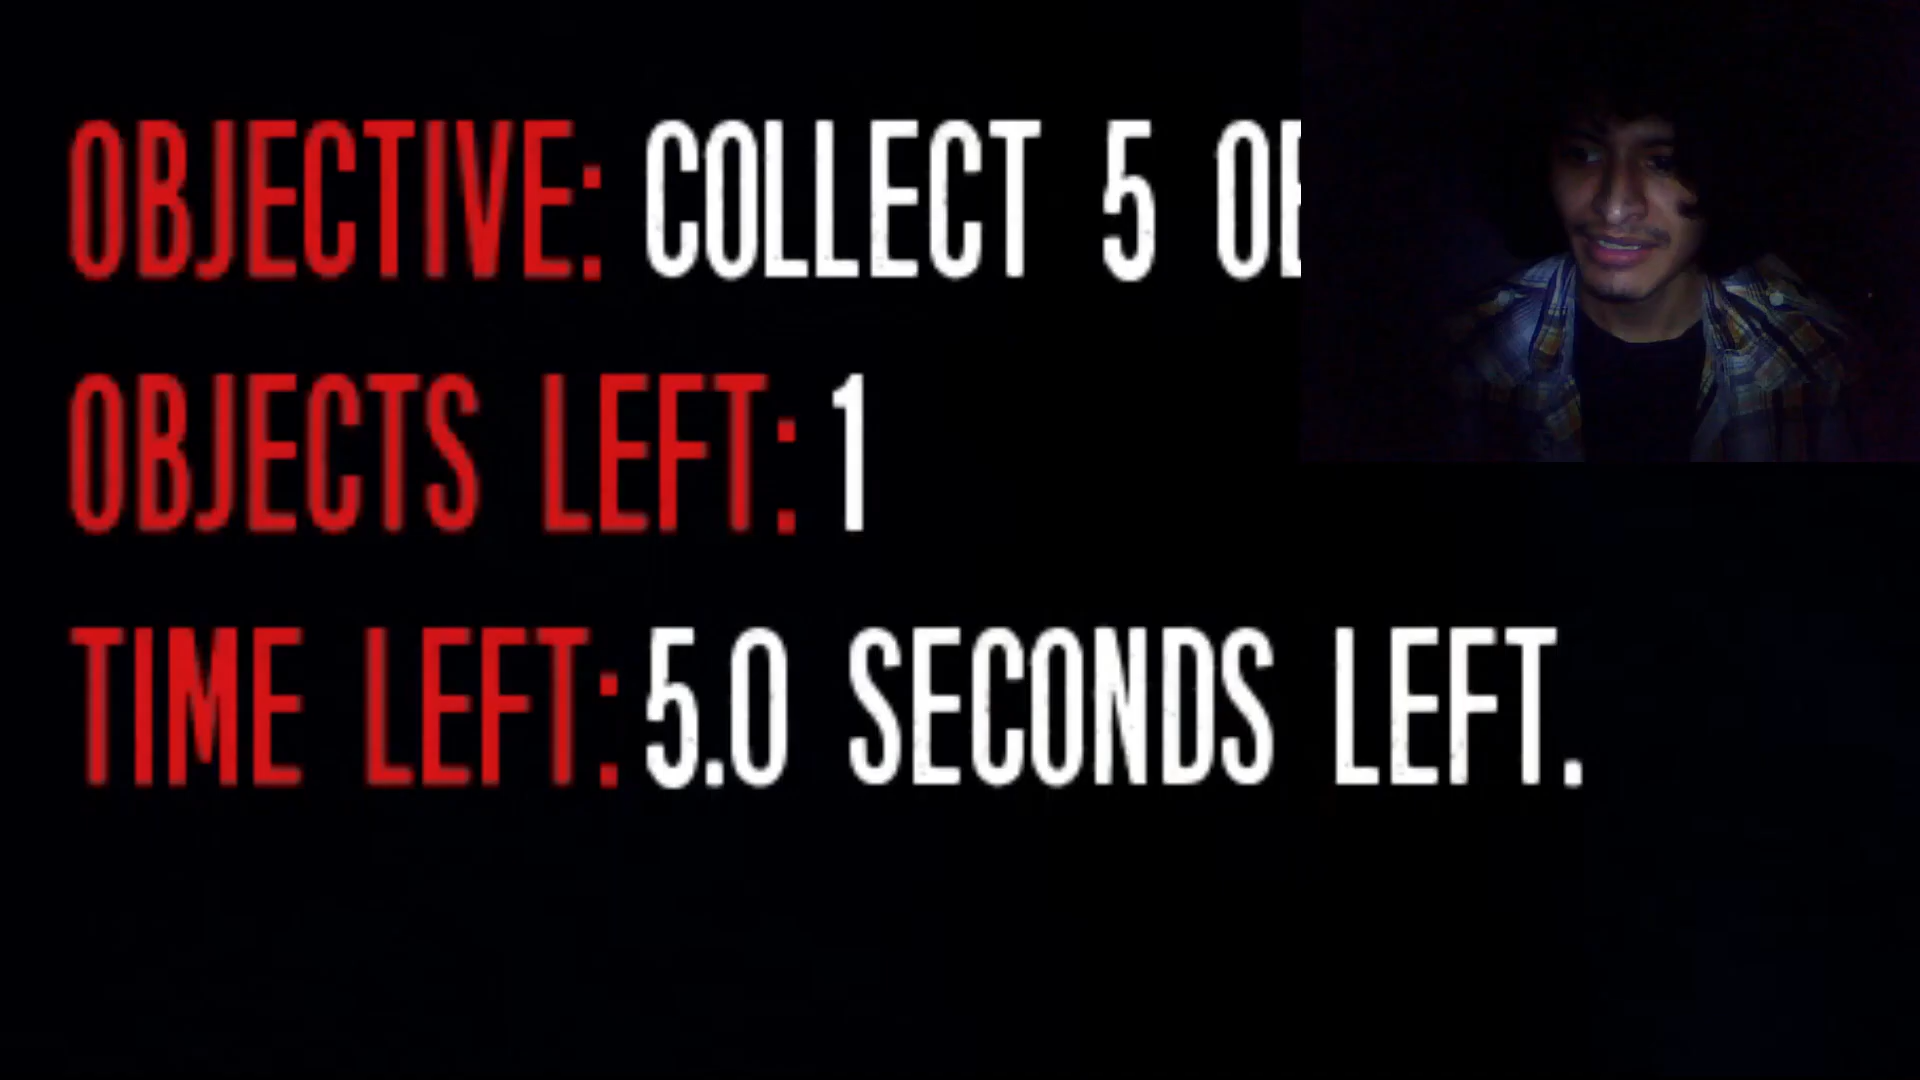 OBJECTIVE: COLLECT 5
OBJECTS LEFT: 1
TIME LEFT: 5.0 SECONDS LEFT.